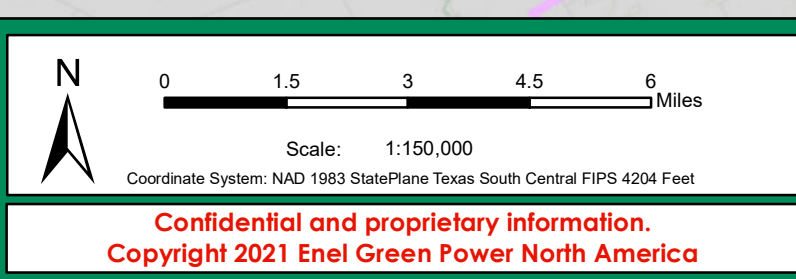 N
0 1.5 3 4.5 6
Miles
Scale: 1:150,000
Coordinate System: NAD 1983 StatePlane Texas South Central FIPS 4204 Feet
Confidential and proprietary information.
Copyright 2021 Enel Green Power North America